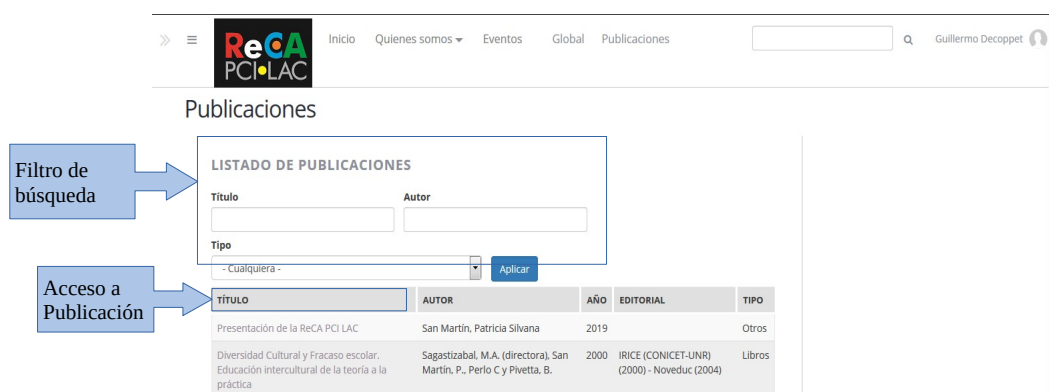 ReCA
PCI LAC
Inicio Quienes somos Eventos Global Publicaciones
Guillermo Decoppet
Publicaciones
Filtro de
búsqueda
LISTADO DE PUBLICACIONES
Título Autor
Tipo
- Cualquiera - Aplicar
Acceso a
Publicación
TÍTULO AUTOR AÑO EDITORIAL TIPO
Presentación de la ReCA PCI LAC San Martín, Patricia Silvana 2019 Otros
Diversidad Cultural y Fracaso escolar. Sagastizabal, M.A. (directora), San 2000 IRICE (CONICET-UNR) Libros
Educación intercultural de la teoría a la Martín, P., Perlo C y Pivetta, B. (2000) - Noveduc (2004)
práctica